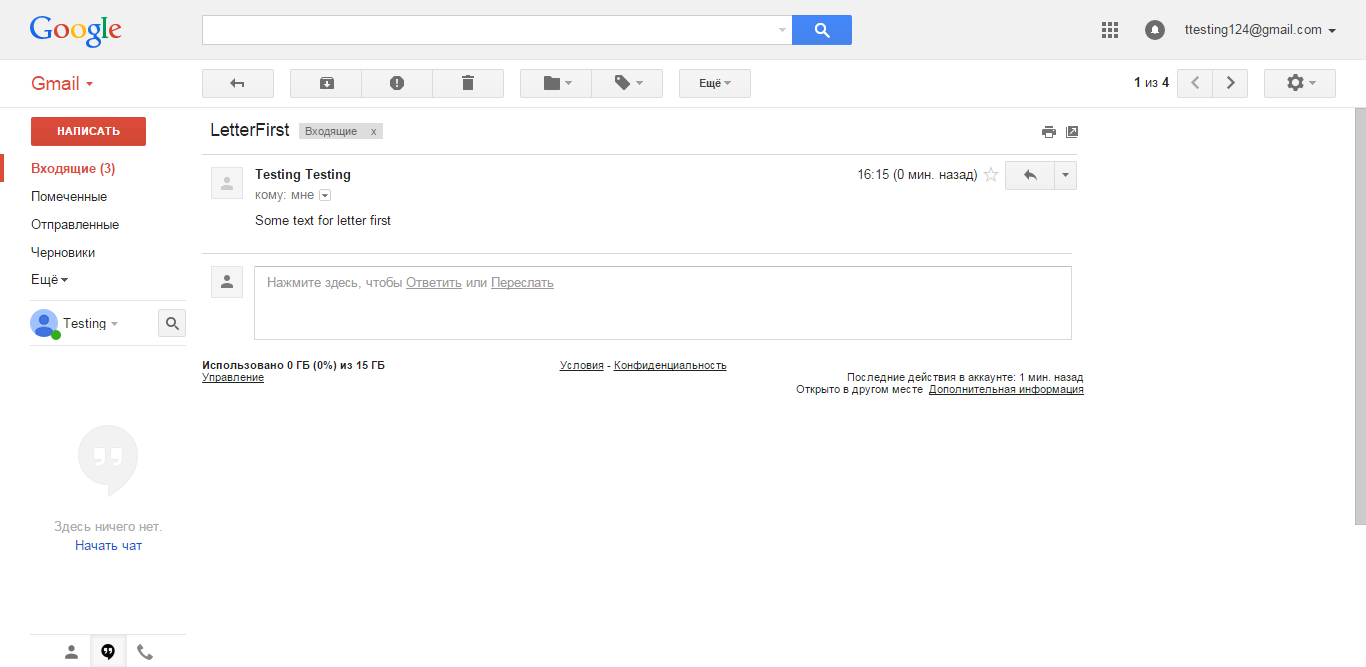 Google
ttesting124@gmail.com
Gmail
Ещё
1 из 4
НАПИСАТЬ
Входящие (3)
Помеченные
Отправленные
Черновики
Ещё
Testing
Здесь ничего нет.
Начать чат
LetterFirst Входящие x
Testing Testing 16:15 (0 мин. назад)
кому: мне
Some text for letter first
Нажмите здесь, чтобы Ответить или Переслать
Использовано 0 ГБ (0%) из 15 ГБ
Управление
Условия - Конфиденциальность
Последние действия в аккаунте: 1 мин. назад
Открыто в другом месте Дополнительная информация